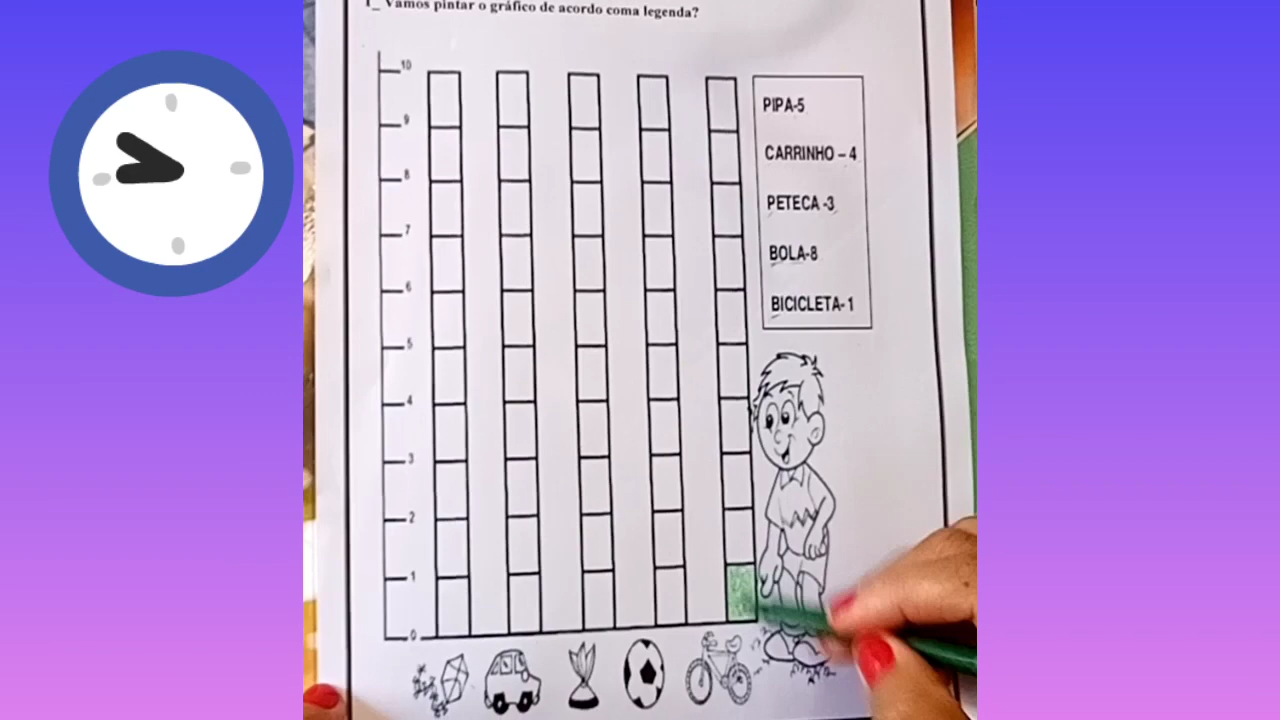 1_ Vamos pintar o gráfico de acordo coma legenda?
10
9
8
7
6
5
4
3
2
1
0
PIPA-5
CARRINHO – 4
PETECA -3
BOLA-8
BICICLETA- 1